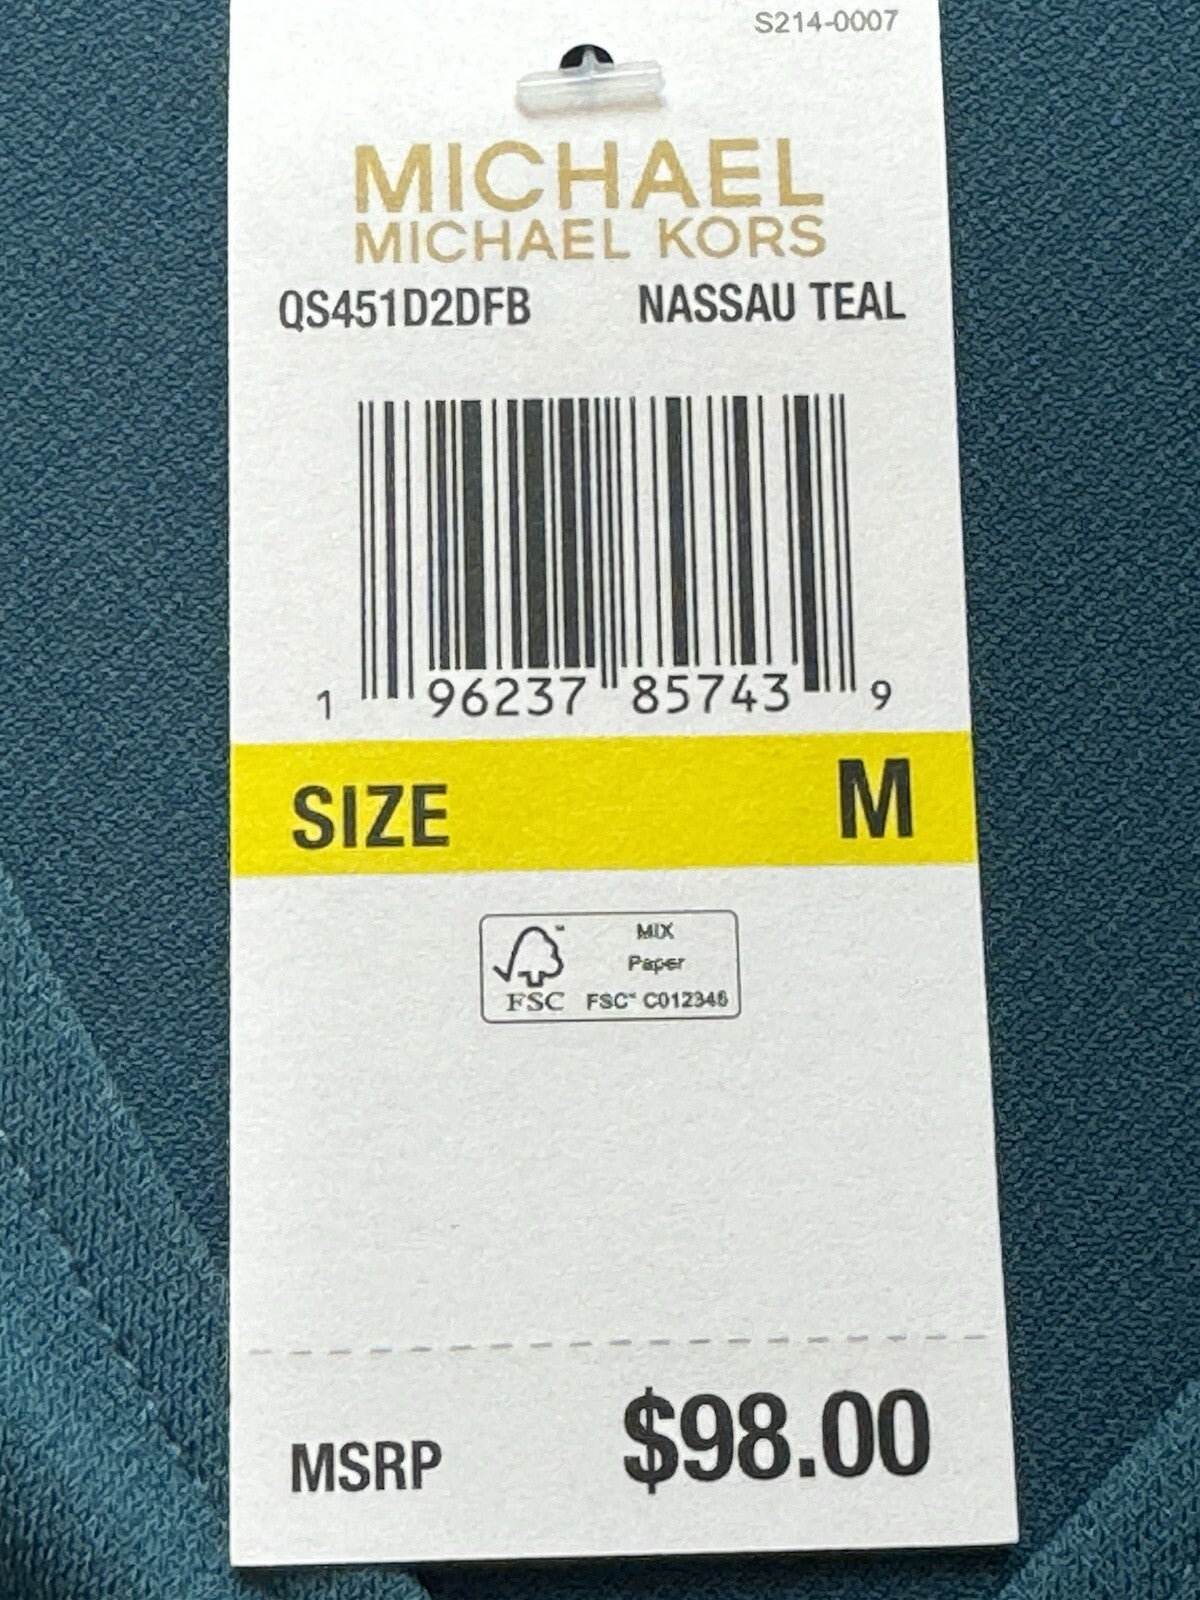 S214-0007
MICHAEL
MICHAEL KORS
QS451D2DFB NASSAU TEAL
1 96237 85743 9
SIZE M
MIX
Paper
FSC™ C012346
FSC
MSRP $98.00